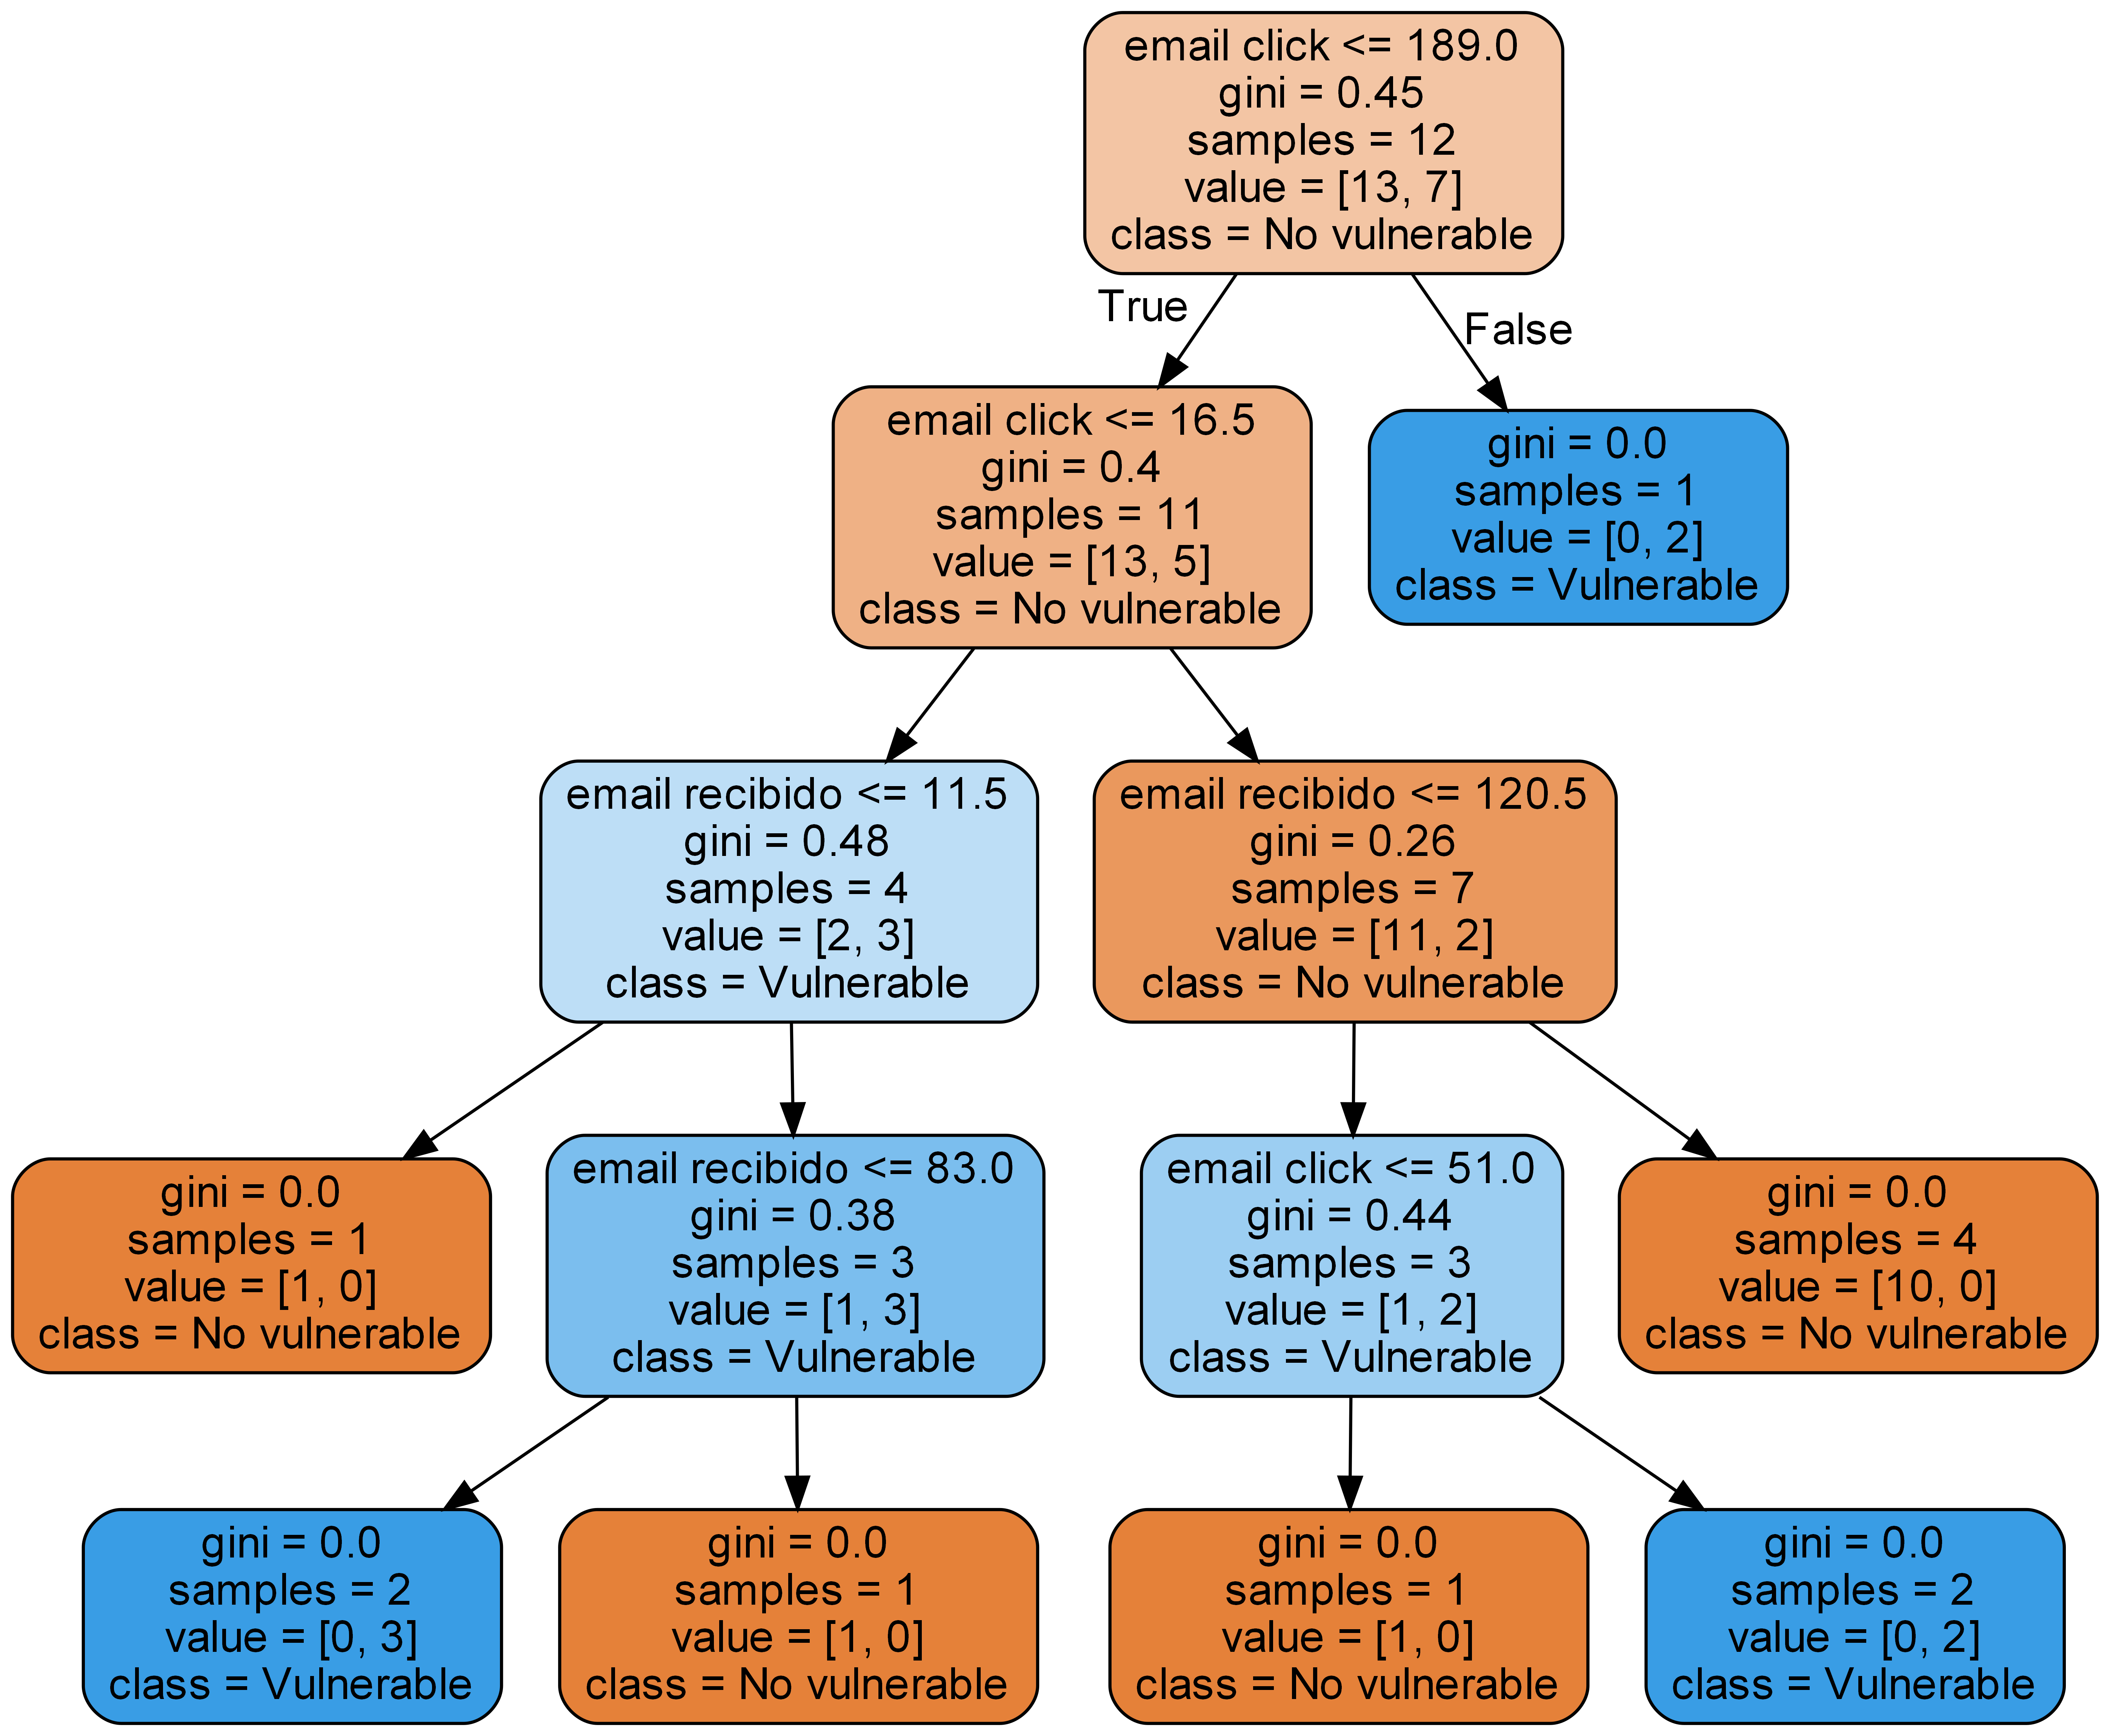 email click <= 189.0
gini = 0.45
samples = 12
value = [13, 7]
class = No vulnerable
True
False
email click <= 16.5
gini = 0.4
samples = 11
value = [13, 5]
class = No vulnerable
gini = 0.0
samples = 1
value = [0, 2]
class = Vulnerable
email recibido <= 11.5
gini = 0.48
samples = 4
value = [2, 3]
class = Vulnerable
email recibido <= 120.5
gini = 0.26
samples = 7
value = [11, 2]
class = No vulnerable
gini = 0.0
samples = 1
value = [1, 0]
class = No vulnerable
email recibido <= 83.0
gini = 0.38
samples = 3
value = [1, 3]
class = Vulnerable
email click <= 51.0
gini = 0.44
samples = 3
value = [1, 2]
class = Vulnerable
gini = 0.0
samples = 4
value = [10, 0]
class = No vulnerable
gini = 0.0
samples = 2
value = [0, 3]
class = Vulnerable
gini = 0.0
samples = 1
value = [1, 0]
class = No vulnerable
gini = 0.0
samples = 1
value = [1, 0]
class = No vulnerable
gini = 0.0
samples = 2
value = [0, 2]
class = Vulnerable